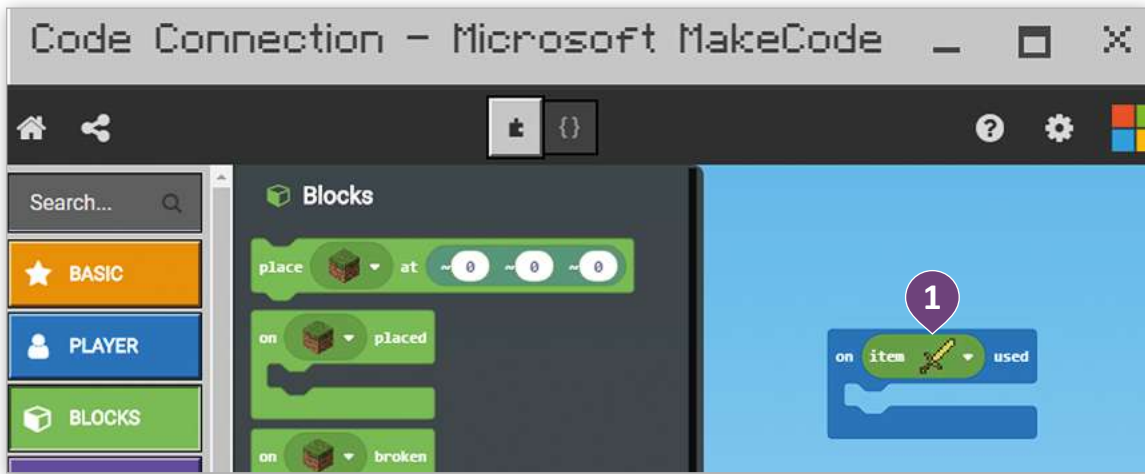 Code Connection - Microsoft MakeCode
{}
Search...
Blocks
BASIC
place at ~0 ~0 ~0
PLAYER
on placed
BLOCKS
on broken
1
on item used